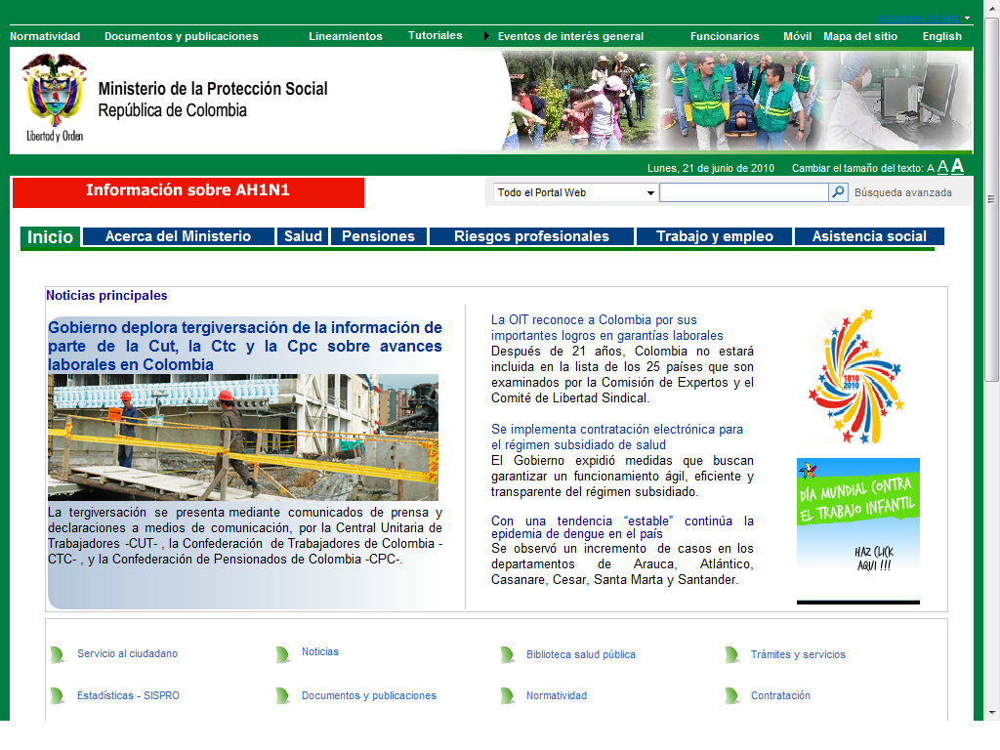 Normatividad Documentos y publicaciones Lineamientos Tutoriales Eventos de interés general Funcionarios Móvil Mapa del sitio English
Ministerio de la Protección Social
República de Colombia
Libertad y Orden
Lunes, 21 de junio de 2010 Cambiar el tamaño del texto: A A A
Información sobre AH1N1
Todo el Portal Web Búsqueda avanzada
Inicio Acerca del Ministerio Salud Pensiones Riesgos profesionales Trabajo y empleo Asistencia social
Noticias principales
Gobierno deplora tergiversación de la información de
parte de la Cut, la Ctc y la Cpc sobre avances
laborales en Colombia
La tergiversación se presenta mediante comunicados de prensa y
declaraciones a medios de comunicación, por la Central Unitaria de
Trabajadores -CUT- , la Confederación de Trabajadores de Colombia -
CTC- , y la Confederación de Pensionados de Colombia -CPC-.
La OIT reconoce a Colombia por sus
importantes logros en garantías laborales
Después de 21 años, Colombia no estará
incluida en la lista de los 25 países que son
examinados por la Comisión de Expertos y el
Comité de Libertad Sindical.
Se implementa contratación electrónica para
el régimen subsidiado de salud
El Gobierno expidió medidas que buscan
garantizar un funcionamiento ágil, eficiente y
transparente del régimen subsidiado.
Con una tendencia “estable” continúa la
epidemia de dengue en el país
Se observó un incremento de casos en los
departamentos de Arauca, Atlántico,
Casanare, Cesar, Santa Marta y Santander.
1810
2010
DÍA MUNDIAL CONTRA
EL TRABAJO INFANTIL
HAZ CLICK
AQUI !!!
Servicio al ciudadano Noticias Biblioteca salud pública Trámites y servicios
Estadísticas - SISPRO Documentos y publicaciones Normatividad Contratación